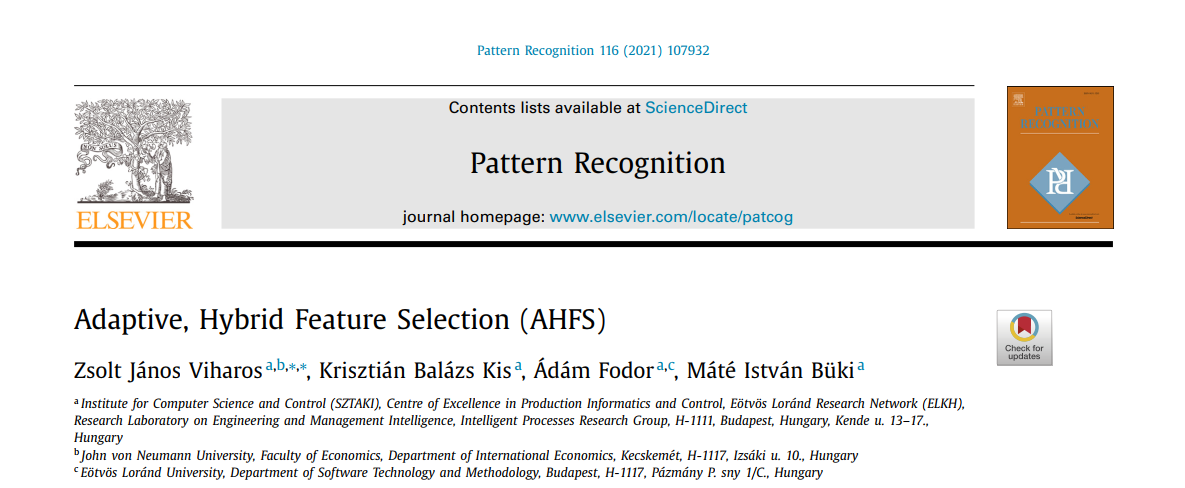 Pattern Recognition 116 (2021) 107932
Contents lists available at ScienceDirect
Pattern Recognition
journal homepage: www.elsevier.com/locate/patcog
ELSEVIER
PATTERN
RECOGNITION
Adaptive, Hybrid Feature Selection (AHFS)
Check for
updates
Zsolt János Viharos a,b,*,*, Krisztián Balázs Kis a, Ádám Fodor a,c, Máté István Büki a
a Institute for Computer Science and Control (SZTAKI), Centre of Excellence in Production Informatics and Control, Eötvös Loránd Research Network (ELKH),
Research Laboratory on Engineering and Management Intelligence, Intelligent Processes Research Group, H-1111, Budapest, Hungary, Kende u. 13–17.,
Hungary
b John von Neumann University, Faculty of Economics, Department of International Economics, Kecskemét, H-1117, Izsáki u. 10., Hungary
c Eötvös Loránd University, Department of Software Technology and Methodology, Budapest, H-1117, Pázmány P. sny 1/C., Hungary